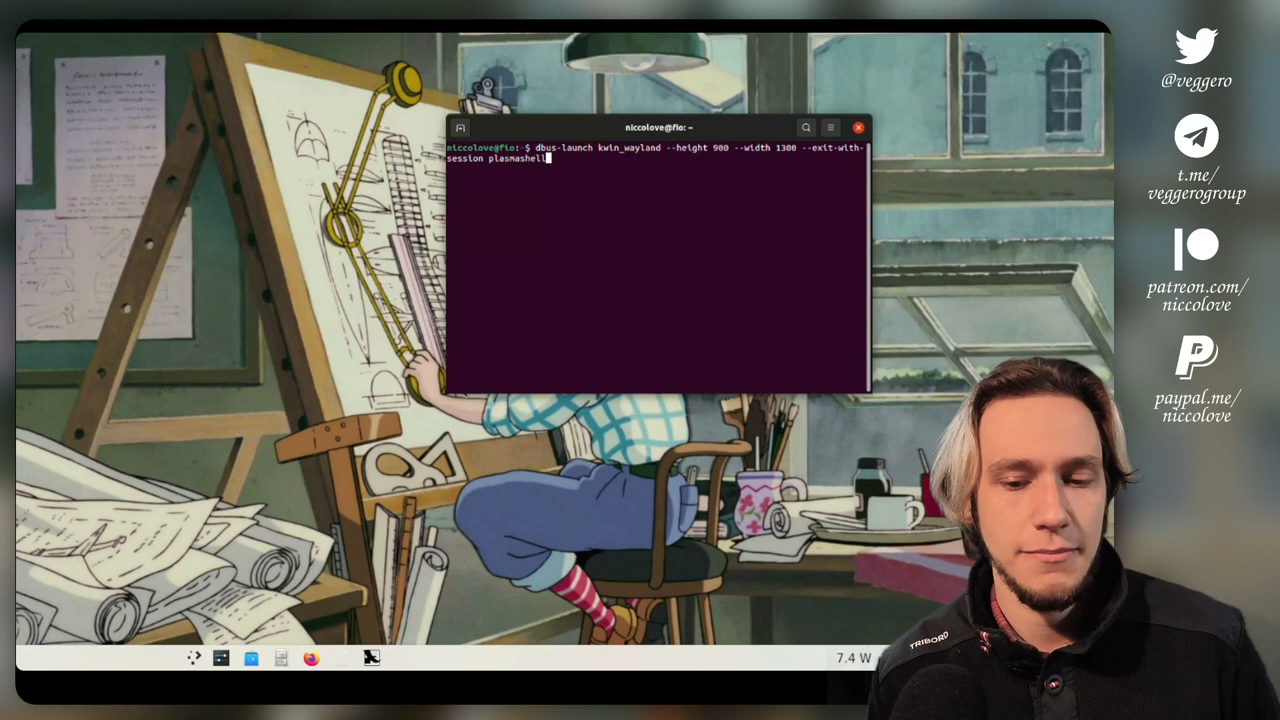 niccolove@fio: ~
niccolove@fio:~$ dbus-launch kwin_wayland --height 900 --width 1300 --exit-with-
session plasmashell
7.4 W
TRIBORD
@veggero
t.me/
veggerogroup
patreon.com/
niccolove
paypal.me/
niccolove